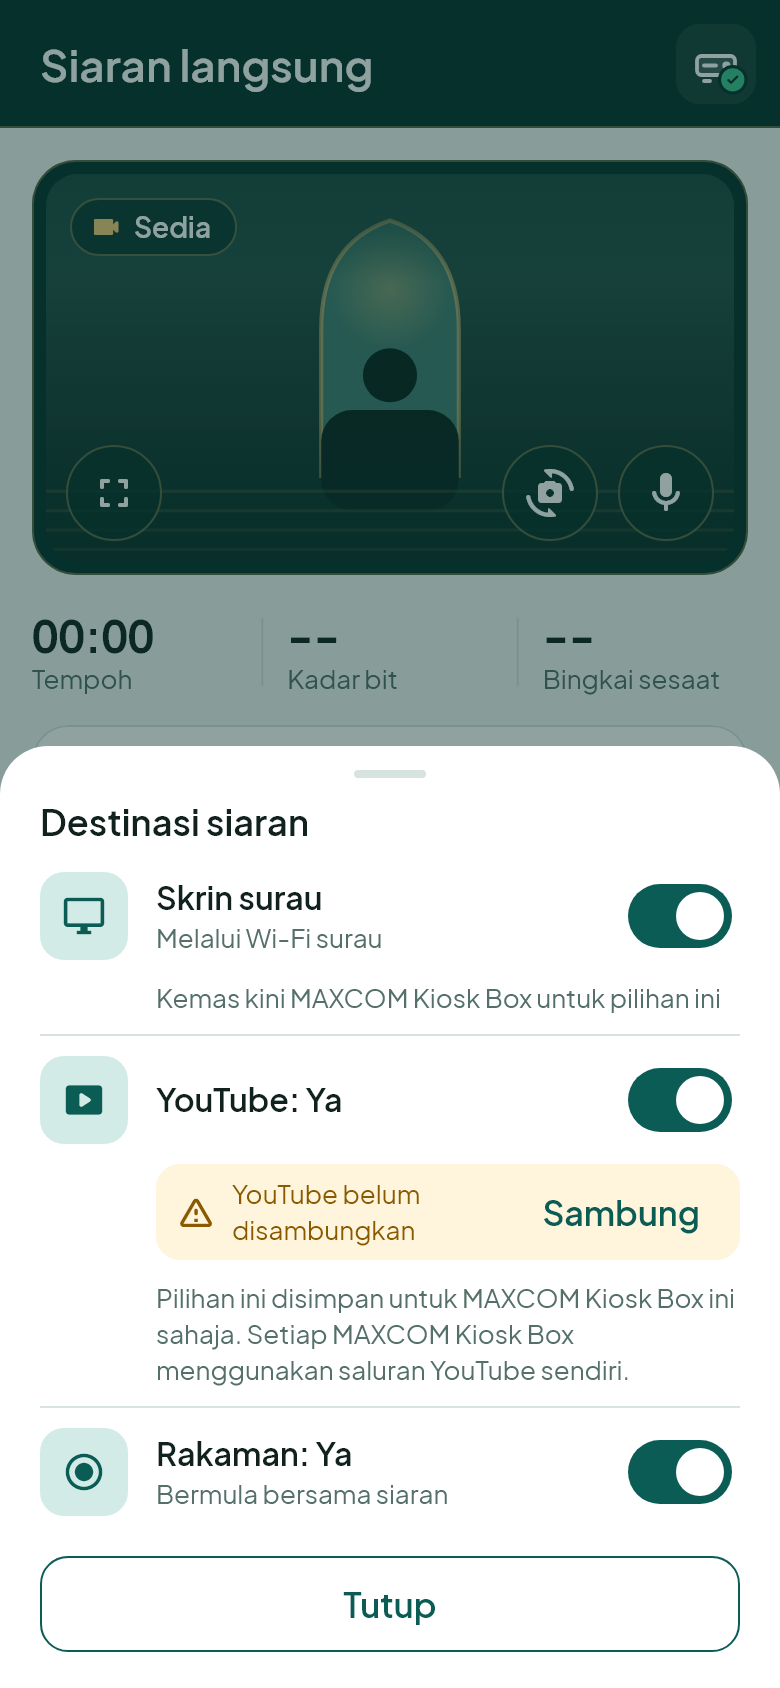 Siaran langsung
Sedia
00:00
Tempoh
--
Kadar bit
--
Bingkai sesaat
Destinasi siaran
Skrin surau
Melalui Wi-Fi surau
Kemas kini MAXCOM Kiosk Box untuk pilihan ini
YouTube: Ya
YouTube belum
disambungkan
Sambung
Pilihan ini disimpan untuk MAXCOM Kiosk Box ini
sahaja. Setiap MAXCOM Kiosk Box
menggunakan saluran YouTube sendiri.
Rakaman: Ya
Bermula bersama siaran
Tutup